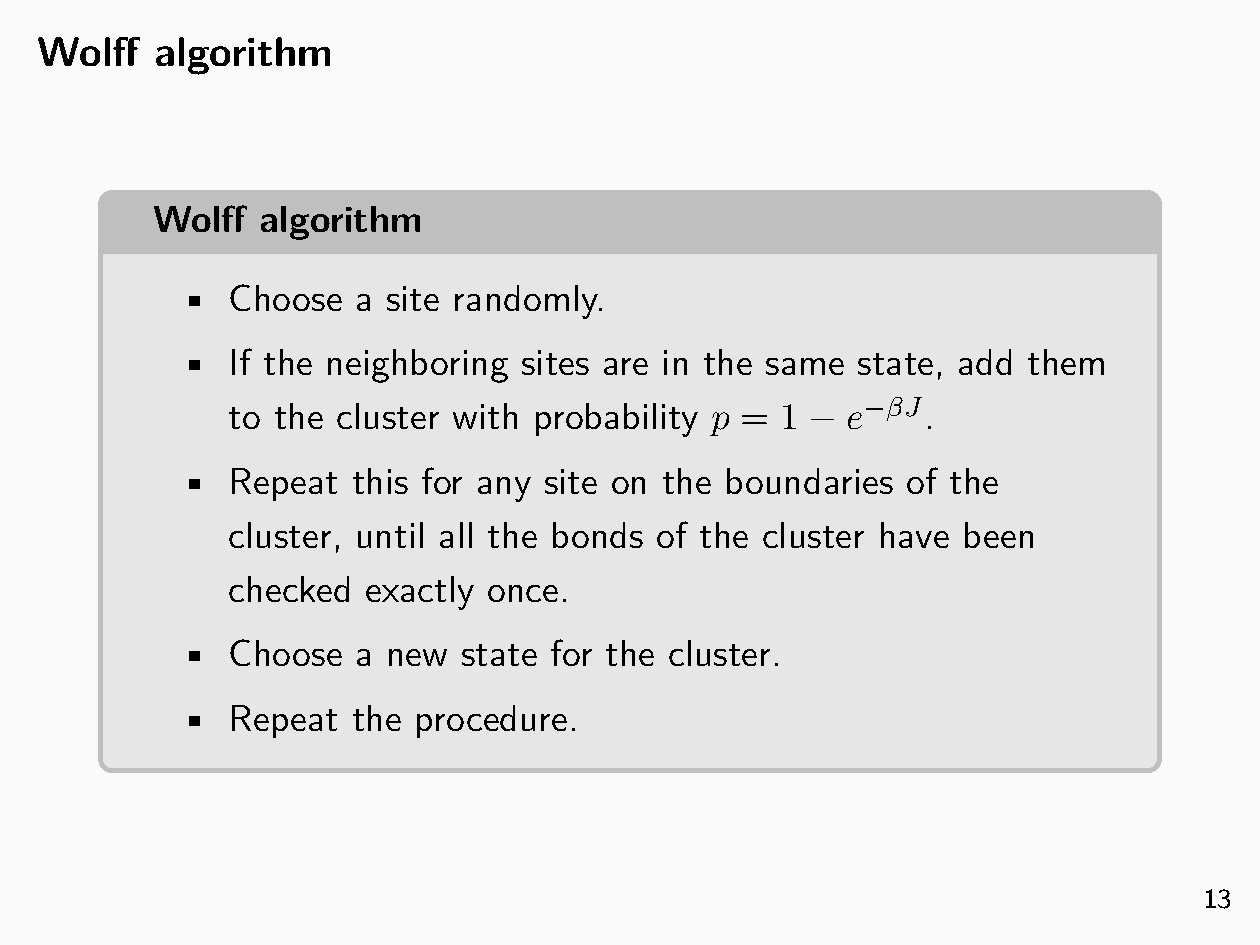 Wolff algorithm
Wolff algorithm
▪ Choose a site randomly.
▪ If the neighboring sites are in the same state, add them
to the cluster with probability p = 1 − e^{−βJ}.
▪ Repeat this for any site on the boundaries of the
cluster, until all the bonds of the cluster have been
checked exactly once.
▪ Choose a new state for the cluster.
▪ Repeat the procedure.
13